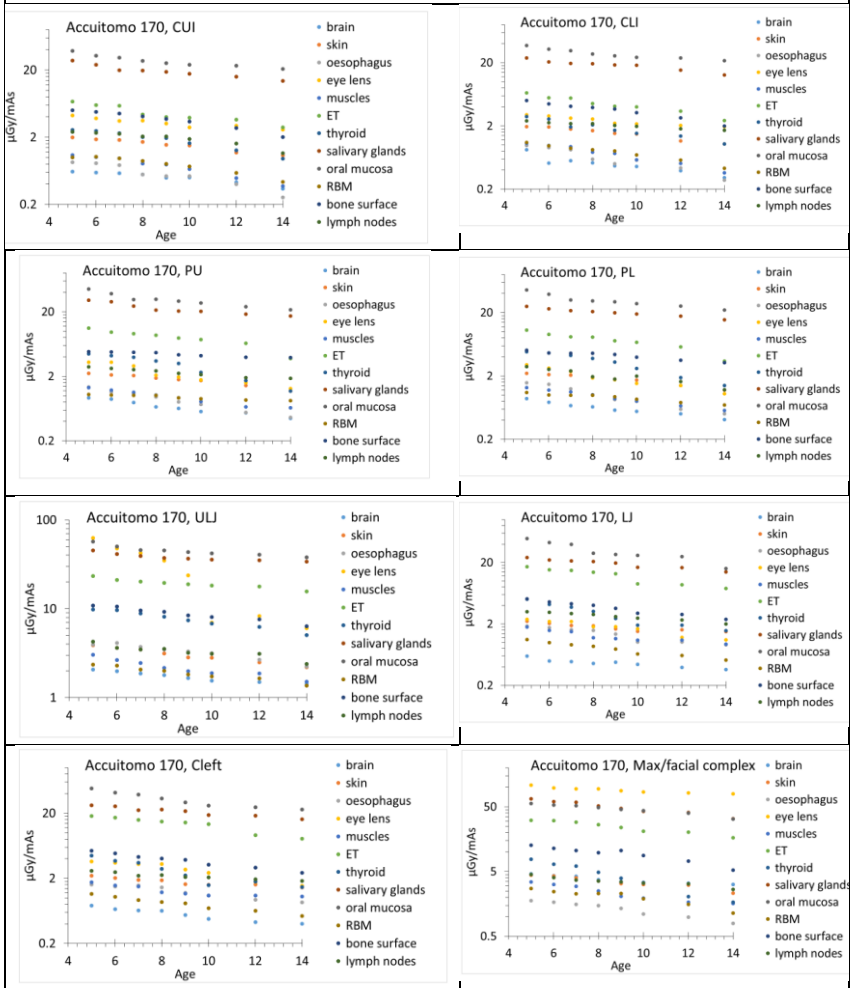 Accuitomo 170, CUI
20
2
0.2
4 6 8 10 12 14
Age
µGy/mAs
brain
skin
oesophagus
eye lens
muscles
ET
thyroid
salivary glands
oral mucosa
RBM
bone surface
lymph nodes
Accuitomo 170, CLI
20
2
0.2
4 6 8 10 12 14
Age
µGy/mAs
brain
skin
oesophagus
eye lens
muscles
ET
thyroid
salivary glands
oral mucosa
RBM
bone surface
lymph nodes
Accuitomo 170, PU
20
2
0.2
4 6 8 10 12 14
Age
µGy/mAs
brain
skin
oesophagus
eye lens
muscles
ET
thyroid
salivary glands
oral mucosa
RBM
bone surface
lymph nodes
Accuitomo 170, PL
20
2
0.2
4 6 8 10 12 14
Age
µGy/mAs
brain
skin
oesophagus
eye lens
muscles
ET
thyroid
salivary glands
oral mucosa
RBM
bone surface
lymph nodes
Accuitomo 170, ULJ
100
10
1
4 6 8 10 12 14
Age
µGy/mAs
brain
skin
oesophagus
eye lens
muscles
ET
thyroid
salivary glands
oral mucosa
RBM
bone surface
lymph nodes
Accuitomo 170, LJ
20
2
0.2
4 6 8 10 12 14
Age
µGy/mAs
brain
skin
oesophagus
eye lens
muscles
ET
thyroid
salivary glands
oral mucosa
RBM
bone surface
lymph nodes
Accuitomo 170, Cleft
20
2
0.2
4 6 8 10 12 14
Age
µGy/mAs
brain
skin
oesophagus
eye lens
muscles
ET
thyroid
salivary glands
oral mucosa
RBM
bone surface
lymph nodes
Accuitomo 170, Max/facial complex
50
5
0.5
4 6 8 10 12 14
Age
µGy/mAs
brain
skin
oesophagus
eye lens
muscles
ET
thyroid
salivary glands
oral mucosa
RBM
bone surface
lymph nodes